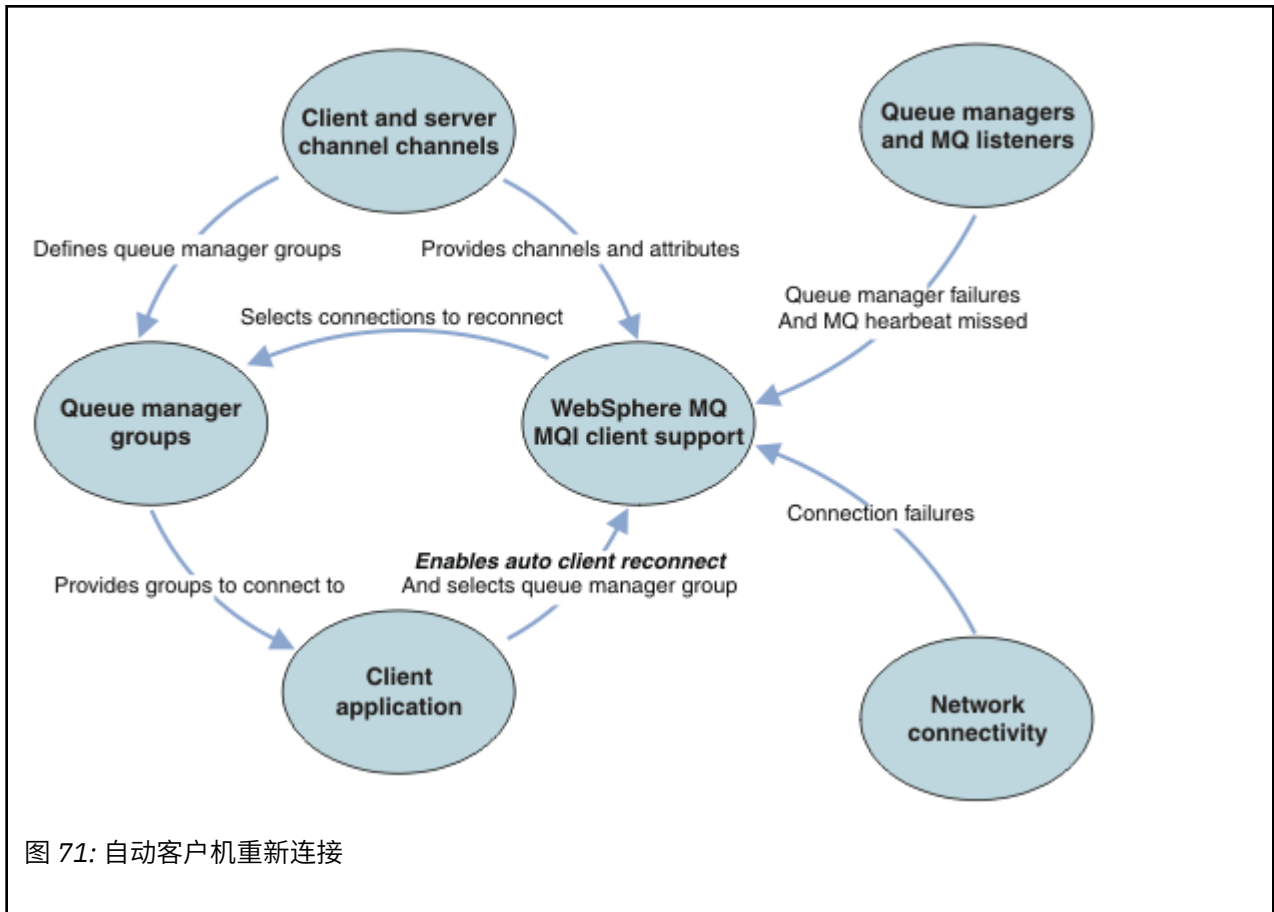 Client and server
channel channels
Queue managers
and MQ listeners
Defines queue manager groups
Provides channels and attributes
Queue manager failures
And MQ hearbeat missed
Selects connections to reconnect
Queue manager
groups
WebSphere MQ
MQI client support
Connection failures
Enables auto client reconnect
And selects queue manager group
Provides groups to connect to
Client
application
Network
connectivity
图 71: 自动客户机重新连接